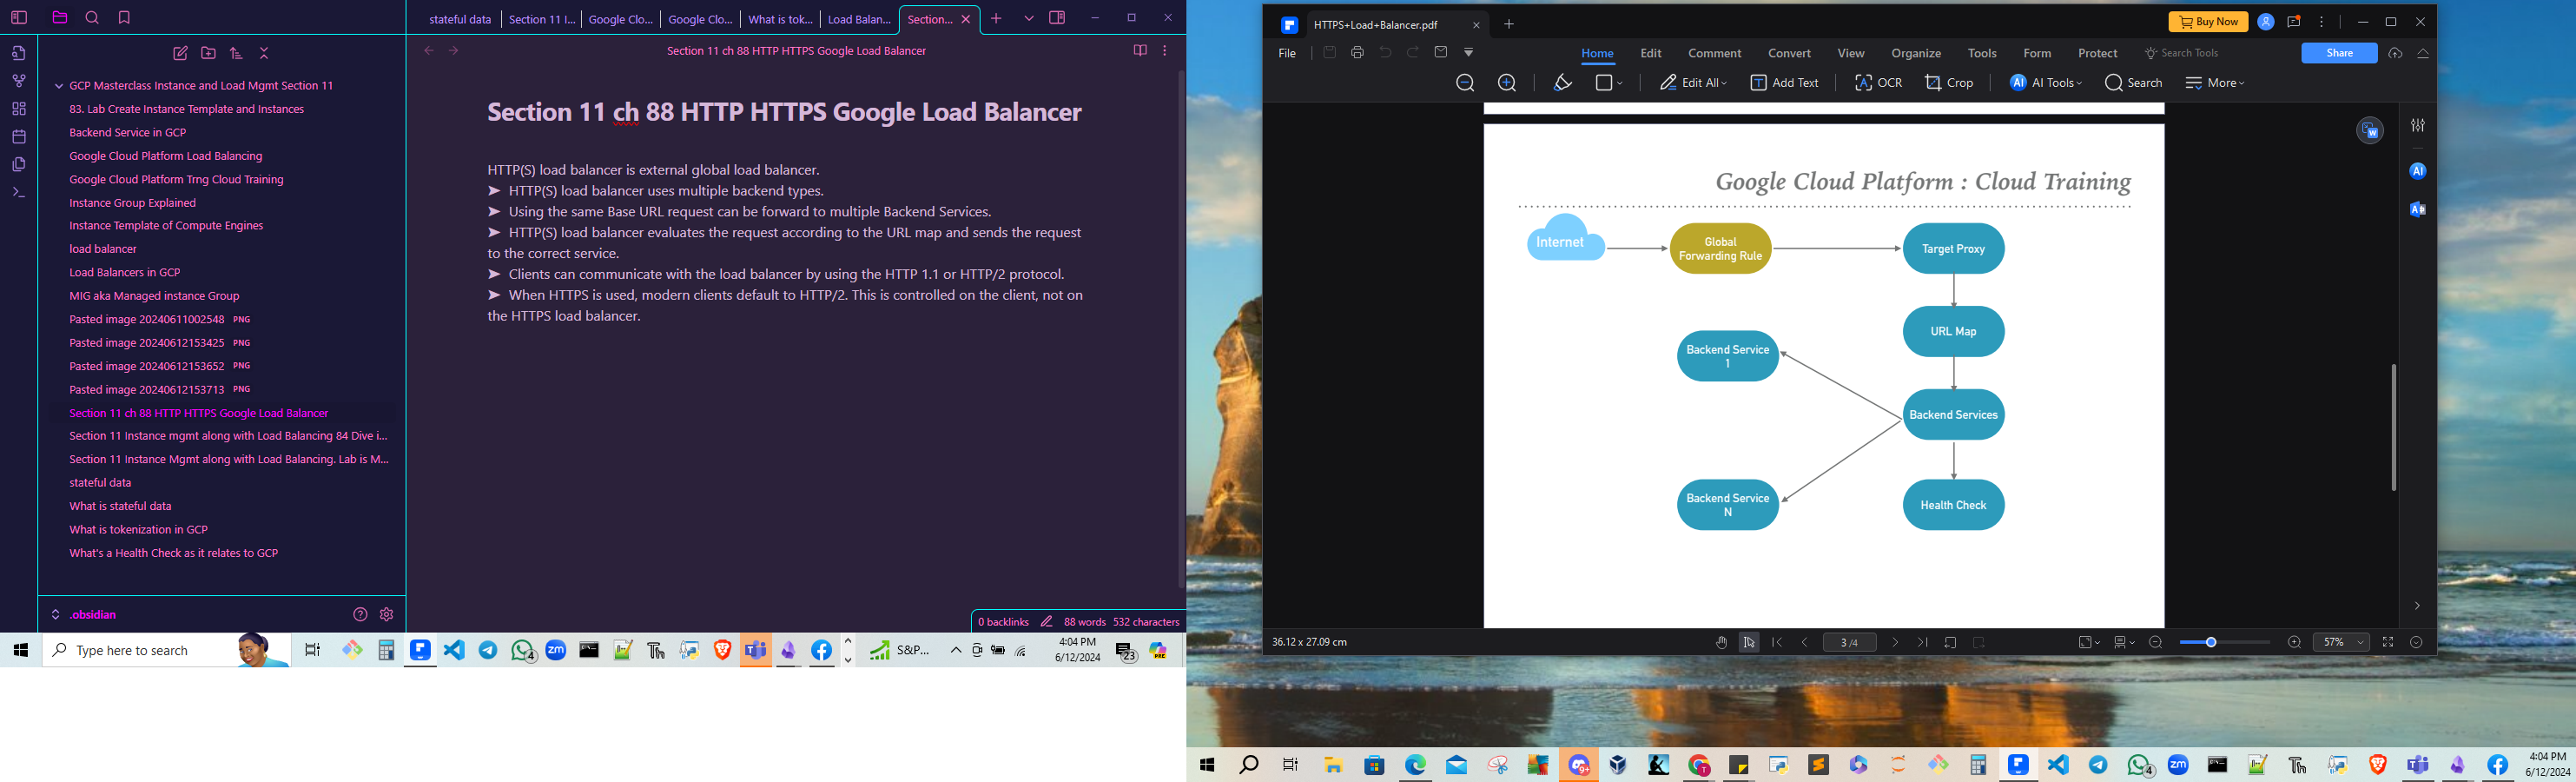 stateful data
Section 11 I...
Google Clo...
Google Clo...
What is tok...
Load Balan...
Section...
Section 11 ch 88 HTTP HTTPS Google Load Balancer
GCP Masterclass Instance and Load Mgmt Section 11
83. Lab Create Instance Template and Instances
Backend Service in GCP
Google Cloud Platform Load Balancing
Google Cloud Platform Trng Cloud Training
Instance Group Explained
Instance Template of Compute Engines
load balancer
Load Balancers in GCP
MIG aka Managed instance Group
Pasted image 20240611002548 PNG
Pasted image 20240612153425 PNG
Pasted image 20240612153652 PNG
Pasted image 20240612153713 PNG
Section 11 ch 88 HTTP HTTPS Google Load Balancer
Section 11 Instance mgmt along with Load Balancing 84 Dive i...
Section 11 Instance Mgmt along with Load Balancing. Lab is M...
stateful data
What is stateful data
What is tokenization in GCP
What's a Health Check as it relates to GCP
.obsidian
Section 11 ch 88 HTTP HTTPS Google Load Balancer
HTTP(S) load balancer is external global load balancer.
➤ HTTP(S) load balancer uses multiple backend types.
➤ Using the same Base URL request can be forward to multiple Backend Services.
➤ HTTP(S) load balancer evaluates the request according to the URL map and sends the request
to the correct service.
➤ Clients can communicate with the load balancer by using the HTTP 1.1 or HTTP/2 protocol.
➤ When HTTPS is used, modern clients default to HTTP/2. This is controlled on the client, not on
the HTTPS load balancer.
0 backlinks
88 words
532 characters
Type here to search
4
S&P...
4:04 PM
6/12/2024
23
PRE
HTTPS+Load+Balancer.pdf
Buy Now
File
Home
Edit
Comment
Convert
View
Organize
Tools
Form
Protect
Search Tools
Share
Edit All
Add Text
OCR
Crop
AI
AI Tools
Search
More
Google Cloud Platform : Cloud Training
Internet
Global
Forwarding Rule
Target Proxy
URL Map
Backend Service
1
Backend Services
Backend Service
N
Health Check
AI
36.12 x 27.09 cm
3 /4
57%
9+
4
zm
4:04 PM
6/12/2024